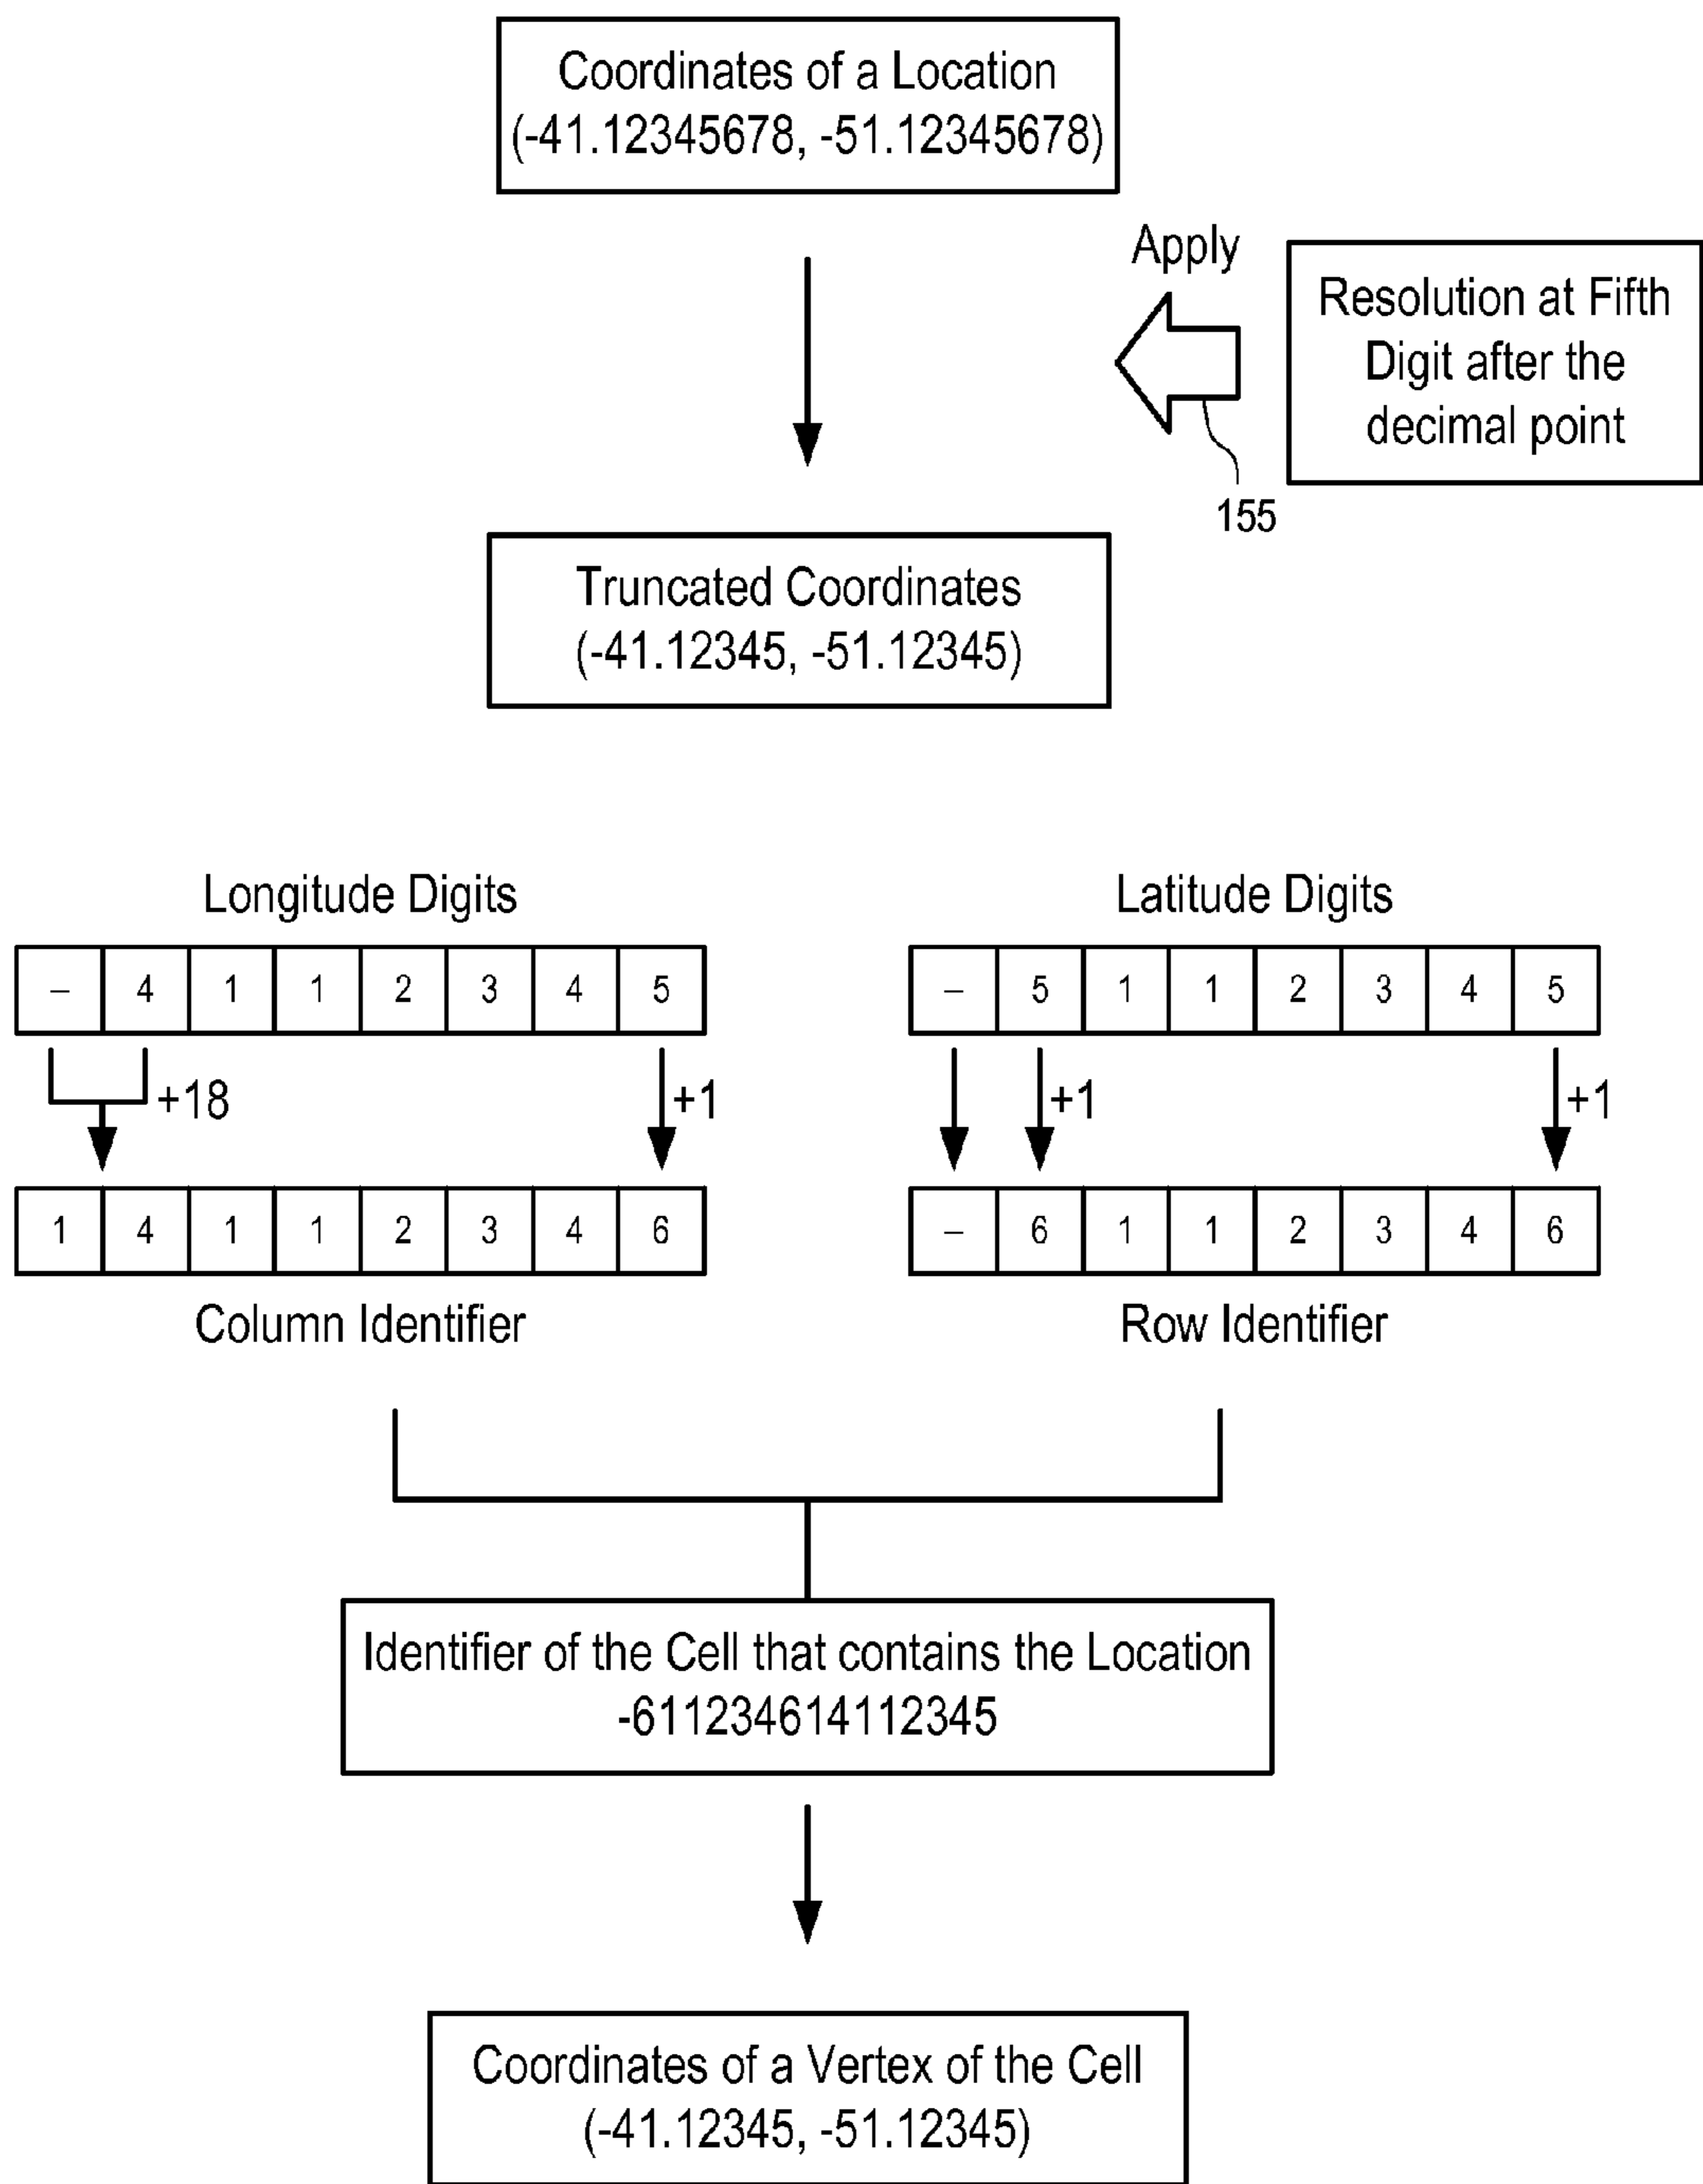 Coordinates of a Location
(-41.12345678, -51.12345678)
Apply
Resolution at Fifth
Digit after the
decimal point
155
Truncated Coordinates
(-41.12345, -51.12345)
Longitude Digits
– 4 1 1 2 3 4 5
+18
+1
1 4 1 1 2 3 4 6
Column Identifier
Latitude Digits
– 5 1 1 2 3 4 5
+1
+1
– 6 1 1 2 3 4 6
Row Identifier
Identifier of the Cell that contains the Location
-611234614112345
Coordinates of a Vertex of the Cell
(-41.12345, -51.12345)